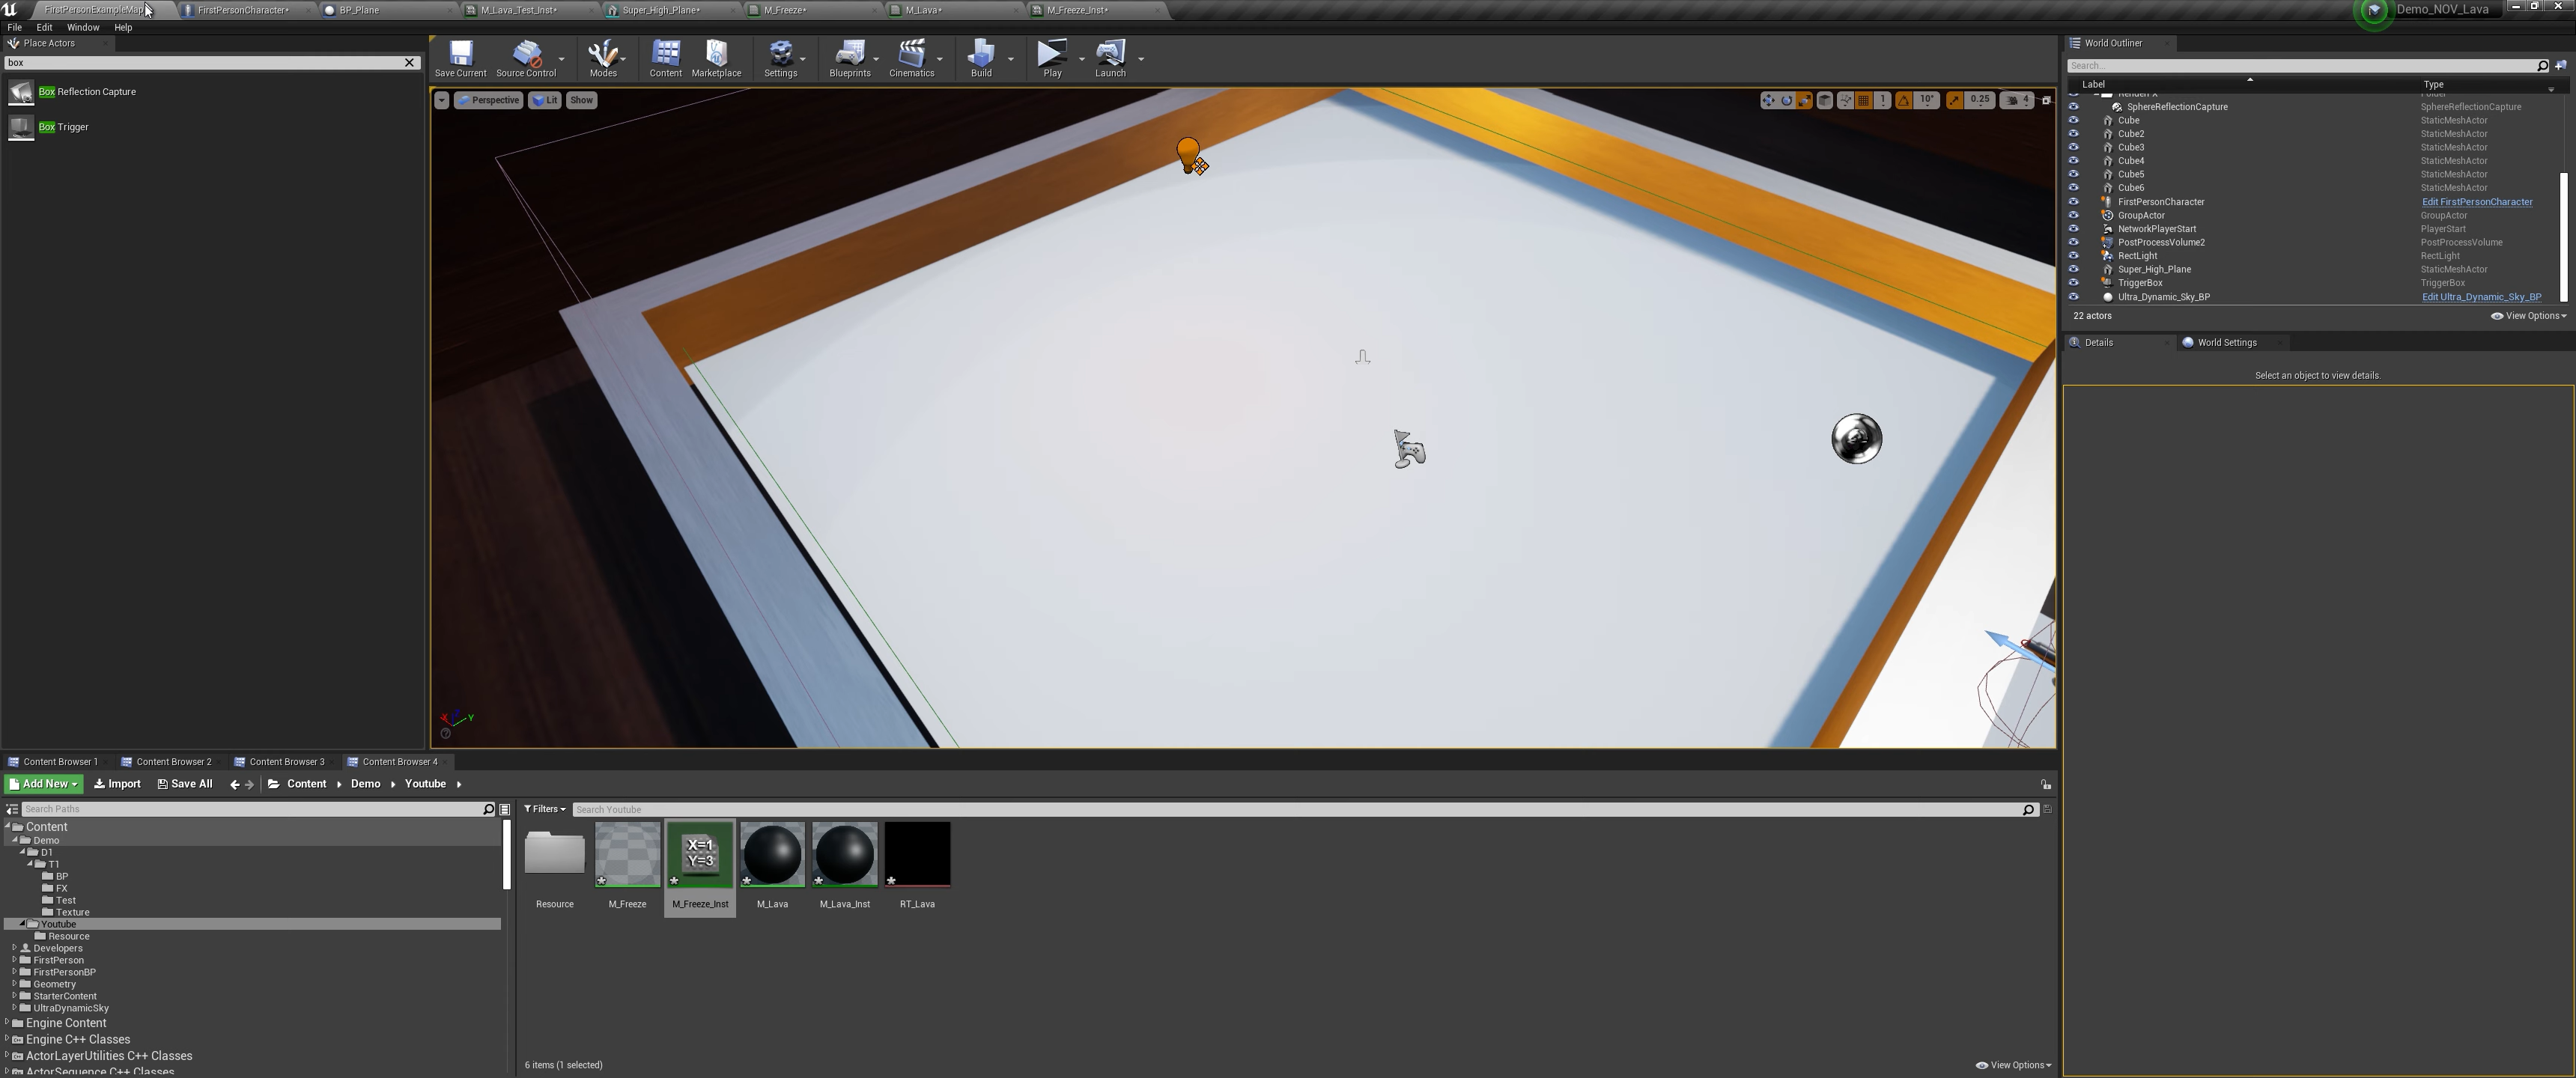 FirstPersonExampleMap
FirstPersonCharacter*
BP_Plane
M_Lava_Test_Inst*
Super_High_Plane*
M_Freeze*
M_Lava*
M_Freeze_Inst*
Demo_NOV_Lava
File Edit Window Help
Place Actors
box
Box Reflection Capture
Box Trigger
Save Current
Source Control
Modes
Content
Marketplace
Settings
Blueprints
Cinematics
Build
Play
Launch
Perspective
Lit
Show
1
10°
0.25
4
X
Y
World Outliner
Search...
Label Type
SphereReflectionCapture SphereReflectionCapture
Cube StaticMeshActor
Cube2 StaticMeshActor
Cube3 StaticMeshActor
Cube4 StaticMeshActor
Cube5 StaticMeshActor
Cube6 StaticMeshActor
FirstPersonCharacter Edit FirstPersonCharacter
GroupActor GroupActor
NetworkPlayerStart PlayerStart
PostProcessVolume2 PostProcessVolume
RectLight RectLight
Super_High_Plane StaticMeshActor
TriggerBox TriggerBox
Ultra_Dynamic_Sky_BP Edit Ultra_Dynamic_Sky_BP
22 actors
View Options
Details
World Settings
Select an object to view details.
Content Browser 1
Content Browser 2
Content Browser 3
Content Browser 4
Add New
Import
Save All
Content
Demo
Youtube
Search Paths
Content
Demo
D1
T1
BP
FX
Test
Texture
Youtube
Resource
Developers
FirstPerson
FirstPersonBP
Geometry
StarterContent
UltraDynamicSky
Engine Content
Engine C++ Classes
ActorLayerUtilities C++ Classes
ActorSequence C++ Classes
Filters
Search Youtube
X=1
Y=3
Resource
M_Freeze
M_Freeze_Inst
M_Lava
M_Lava_Inst
RT_Lava
6 items (1 selected)
View Options